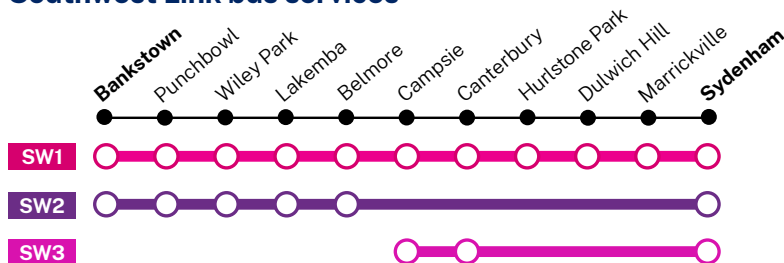 Southwest Link bus services
Bankstown
Punchbowl
Wiley Park
Lakemba
Belmore
Campsie
Canterbury
Hurlstone Park
Dulwich Hill
Marrickville
Sydenham
SW1
SW2
SW3